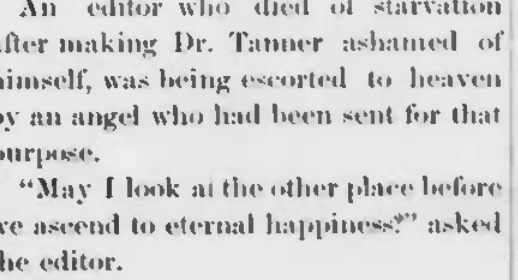 An editor who died of starvation
after making Dr. Tanner ashamed of
himself, was being escorted to heaven
by an angel who had been sent for that
purpose.
"May I look at the other place before
we ascend to eternal happiness?" asked
the editor.